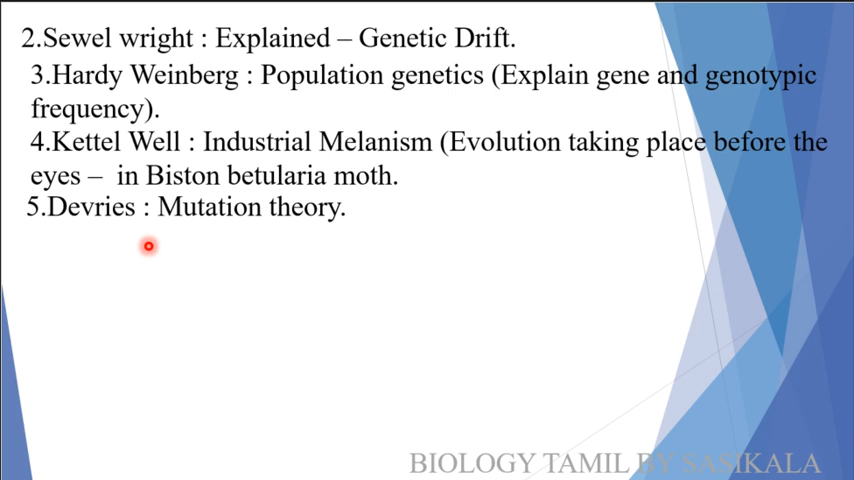 2.Sewel wright : Explained – Genetic Drift.
3.Hardy Weinberg : Population genetics (Explain gene and genotypic
frequency).
4.Kettel Well : Industrial Melanism (Evolution taking place before the
eyes – in Biston betularia moth.
5.Devries : Mutation theory.
BIOLOGY TAMIL BY SASIKALA